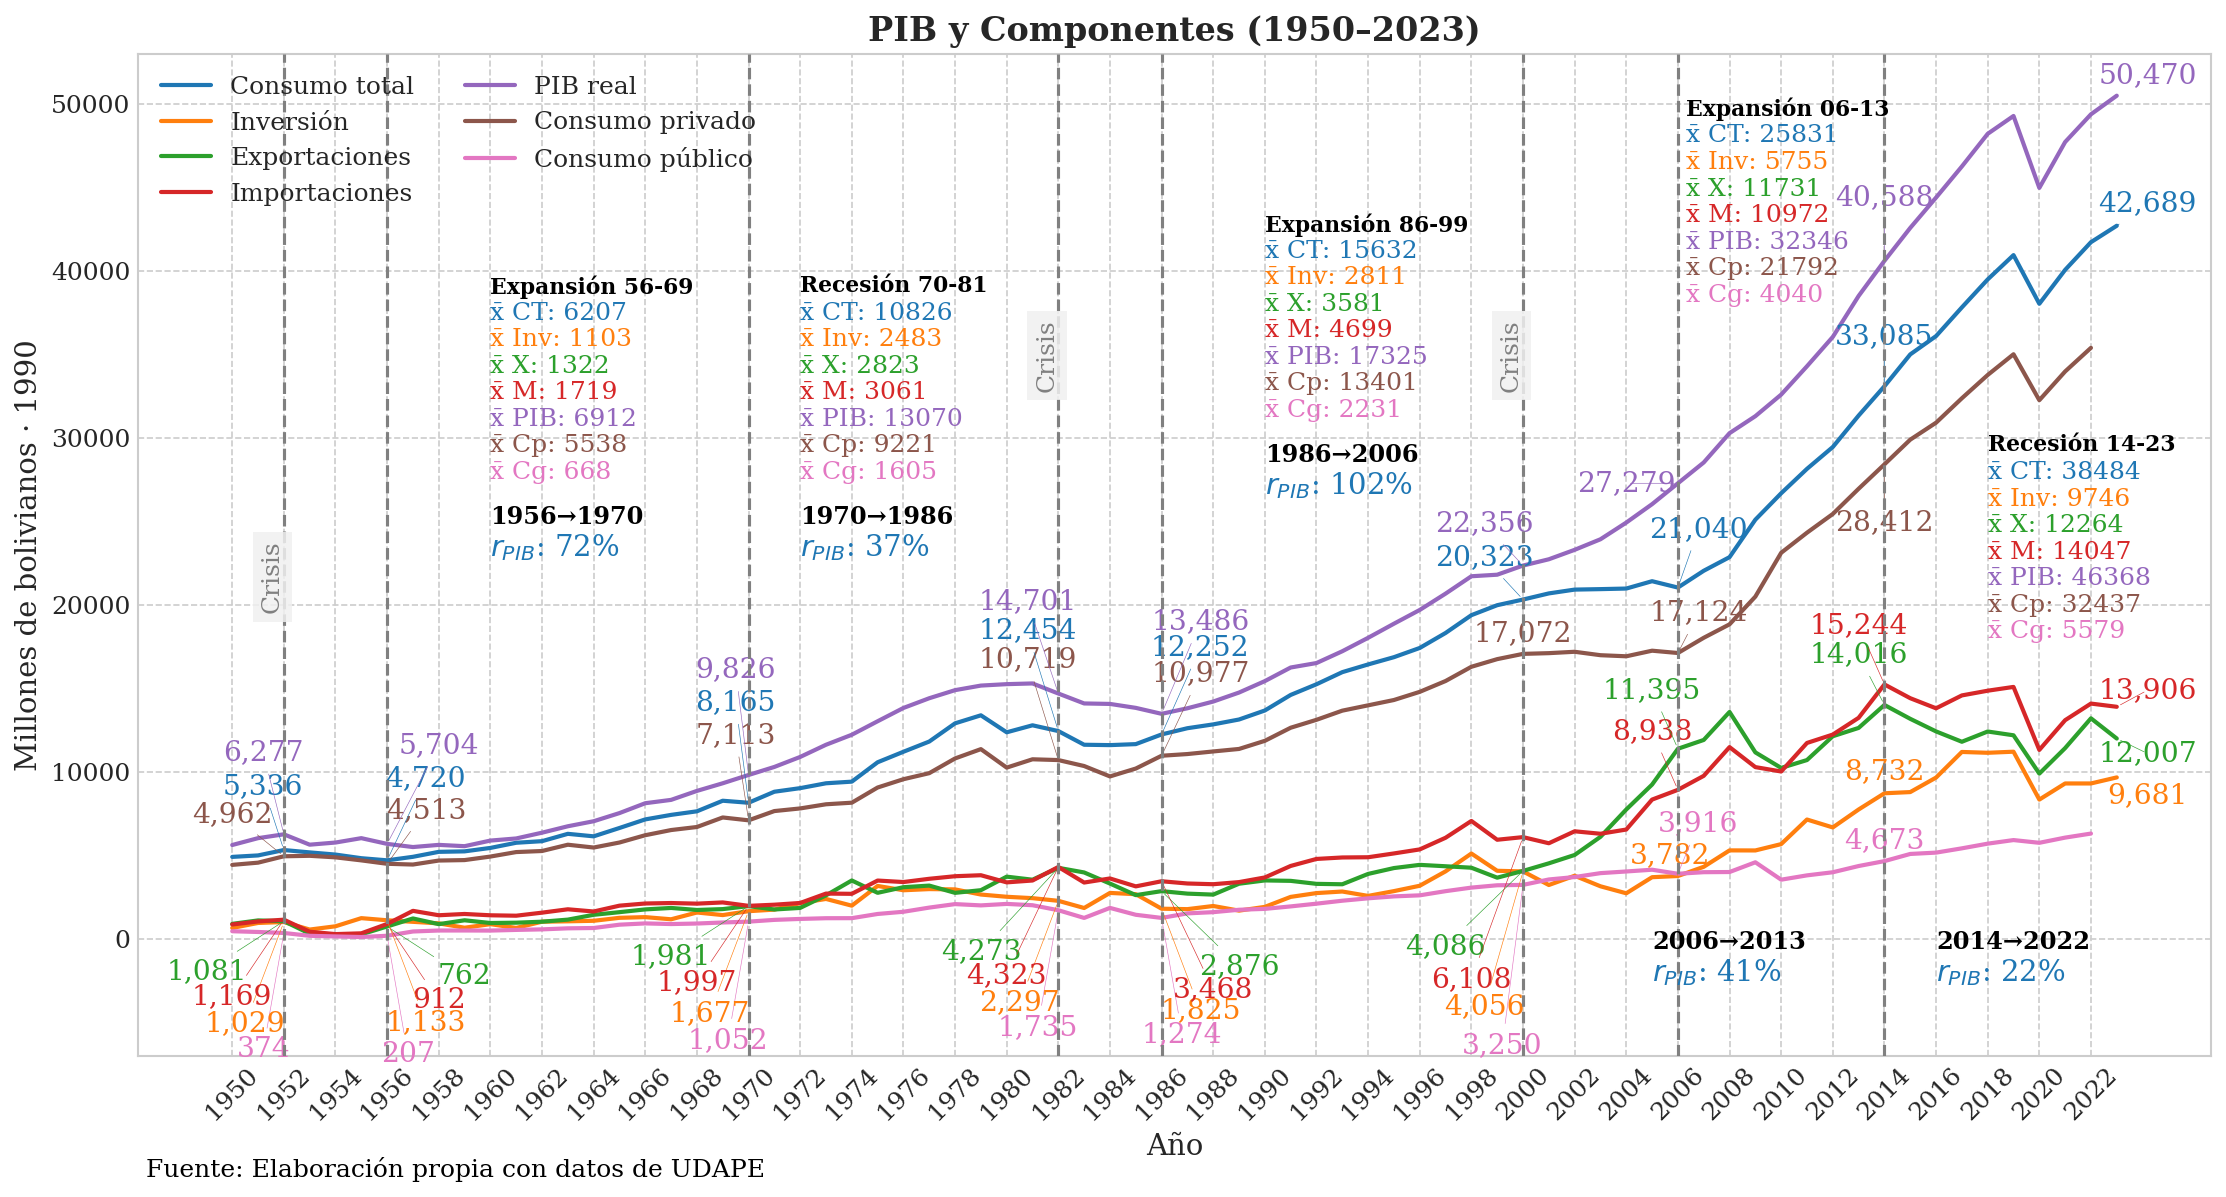 PIB y Componentes (1950–2023)
Consumo total
Inversión
Exportaciones
Importaciones
PIB real
Consumo privado
Consumo público
Millones de bolivianos · 1990
50000
40000
30000
20000
10000
0
Crisis
Expansión 56-69
x̄ CT: 6207
x̄ Inv: 1103
x̄ X: 1322
x̄ M: 1719
x̄ PIB: 6912
x̄ Cp: 5538
x̄ Cg: 668
1956→1970
r_PIB: 72%
Recesión 70-81
x̄ CT: 10826
x̄ Inv: 2483
x̄ X: 2823
x̄ M: 3061
x̄ PIB: 13070
x̄ Cp: 9221
x̄ Cg: 1605
1970→1986
r_PIB: 37%
Crisis
Expansión 86-99
x̄ CT: 15632
x̄ Inv: 2811
x̄ X: 3581
x̄ M: 4699
x̄ PIB: 17325
x̄ Cp: 13401
x̄ Cg: 2231
1986→2006
r_PIB: 102%
Crisis
Expansión 06-13
x̄ CT: 25831
x̄ Inv: 5755
x̄ X: 11731
x̄ M: 10972
x̄ PIB: 32346
x̄ Cp: 21792
x̄ Cg: 4040
2006→2013
r_PIB: 41%
Recesión 14-23
x̄ CT: 38484
x̄ Inv: 9746
x̄ X: 12264
x̄ M: 14047
x̄ PIB: 46368
x̄ Cp: 32437
x̄ Cg: 5579
2014→2022
r_PIB: 22%
6,277
5,336
4,962
1,081
1,169
1,029
374
5,704
4,720
4,513
762
912
1,133
207
9,826
8,165
7,113
1,981
1,997
1,677
1,052
14,701
12,454
10,719
4,273
4,323
2,297
1,735
13,486
12,252
10,977
2,876
3,468
1,825
1,274
22,356
20,323
17,072
4,086
6,108
4,056
3,250
27,279
21,040
17,124
11,395
8,938
3,916
3,782
40,588
33,085
28,412
15,244
14,016
8,732
4,673
50,470
42,689
13,906
12,007
9,681
1950
1952
1954
1956
1958
1960
1962
1964
1966
1968
1970
1972
1974
1976
1978
1980
1982
1984
1986
1988
1990
1992
1994
1996
1998
2000
2002
2004
2006
2008
2010
2012
2014
2016
2018
2020
2022
Año
Fuente: Elaboración propia con datos de UDAPE